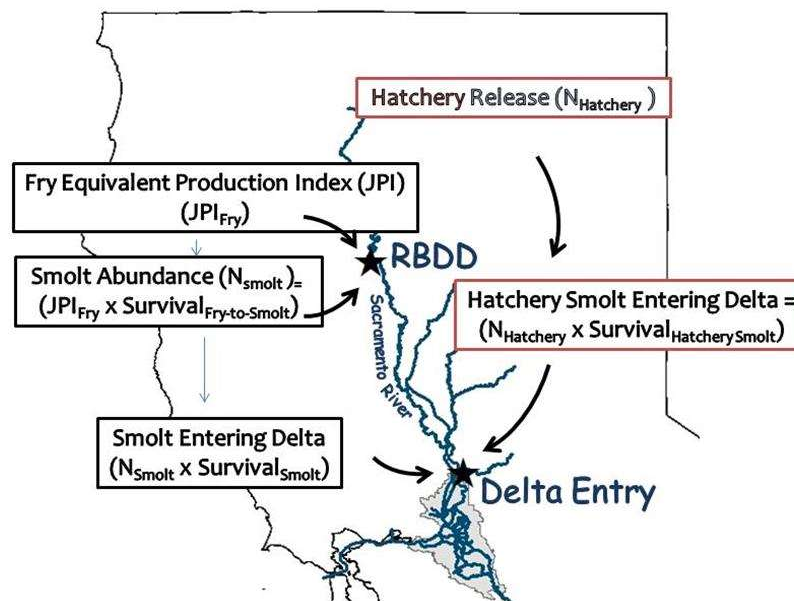 Hatchery Release (NHatchery )
Fry Equivalent Production Index (JPI)
(JPIFry)
RBDD
Smolt Abundance (Nsmolt )=
(JPIFry x SurvivalFry-to-Smolt)
Hatchery Smolt Entering Delta =
(NHatchery x SurvivalHatchery Smolt)
Sacramento River
Smolt Entering Delta
(NSmolt x SurvivalSmolt)
Delta Entry